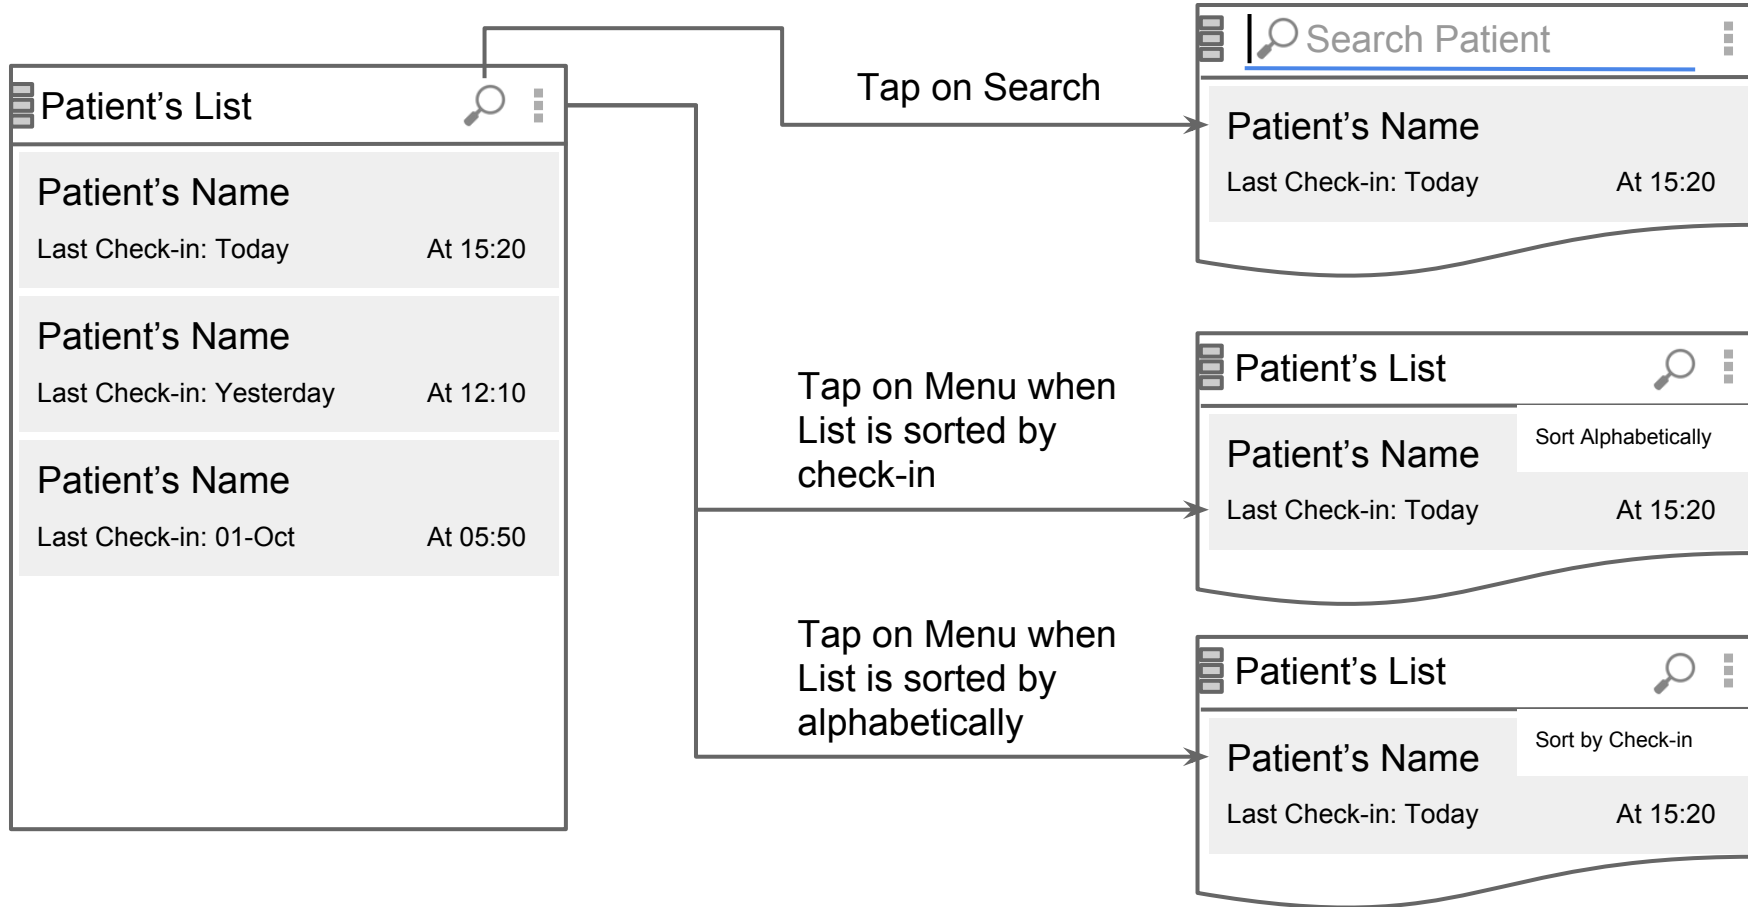 Patient’s List
Patient’s Name
Last Check-in: Today At 15:20
Patient’s Name
Last Check-in: Yesterday At 12:10
Patient’s Name
Last Check-in: 01-Oct At 05:50
Tap on Search
Search Patient
Patient’s Name
Last Check-in: Today At 15:20
Tap on Menu when
List is sorted by
check-in
Patient’s List
Sort Alphabetically
Patient’s Name
Last Check-in: Today At 15:20
Tap on Menu when
List is sorted by
alphabetically
Patient’s List
Sort by Check-in
Patient’s Name
Last Check-in: Today At 15:20